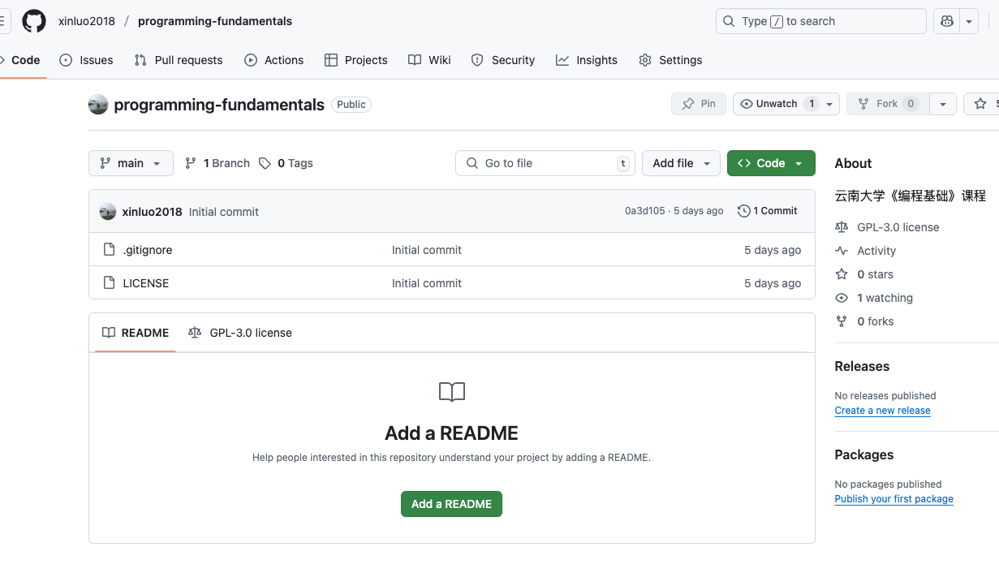 xinluo2018 / programming-fundamentals
Type / to search
Code Issues Pull requests Actions Projects Wiki Security Insights Settings
programming-fundamentals Public
Pin Unwatch 1 Fork 0
main 1 Branch 0 Tags Go to file t Add file Code
xinluo2018 Initial commit 0a3d105 · 5 days ago 1 Commit
.gitignore Initial commit 5 days ago
LICENSE Initial commit 5 days ago
README GPL-3.0 license
Add a README
Help people interested in this repository understand your project by adding a README.
Add a README
About
云南大学《编程基础》课程
GPL-3.0 license
Activity
0 stars
1 watching
0 forks
Releases
No releases published
Create a new release
Packages
No packages published
Publish your first package